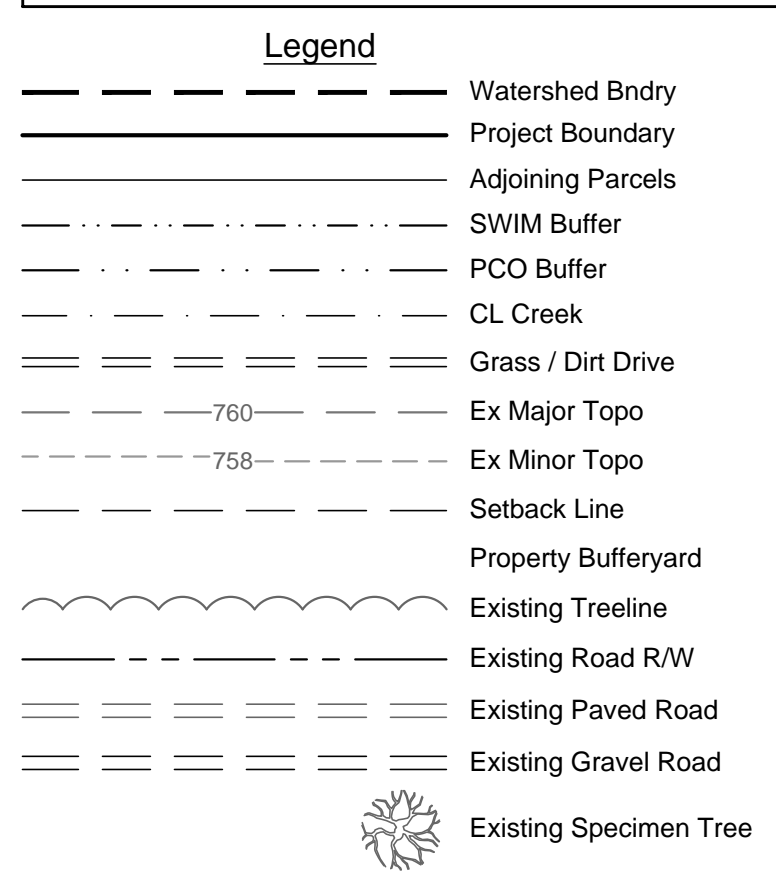 Legend
Watershed Bndry
Project Boundary
Adjoining Parcels
SWIM Buffer
PCO Buffer
CL Creek
Grass / Dirt Drive
760 Ex Major Topo
758 Ex Minor Topo
Setback Line
Property Bufferyard
Existing Treeline
Existing Road R/W
Existing Paved Road
Existing Gravel Road
Existing Specimen Tree